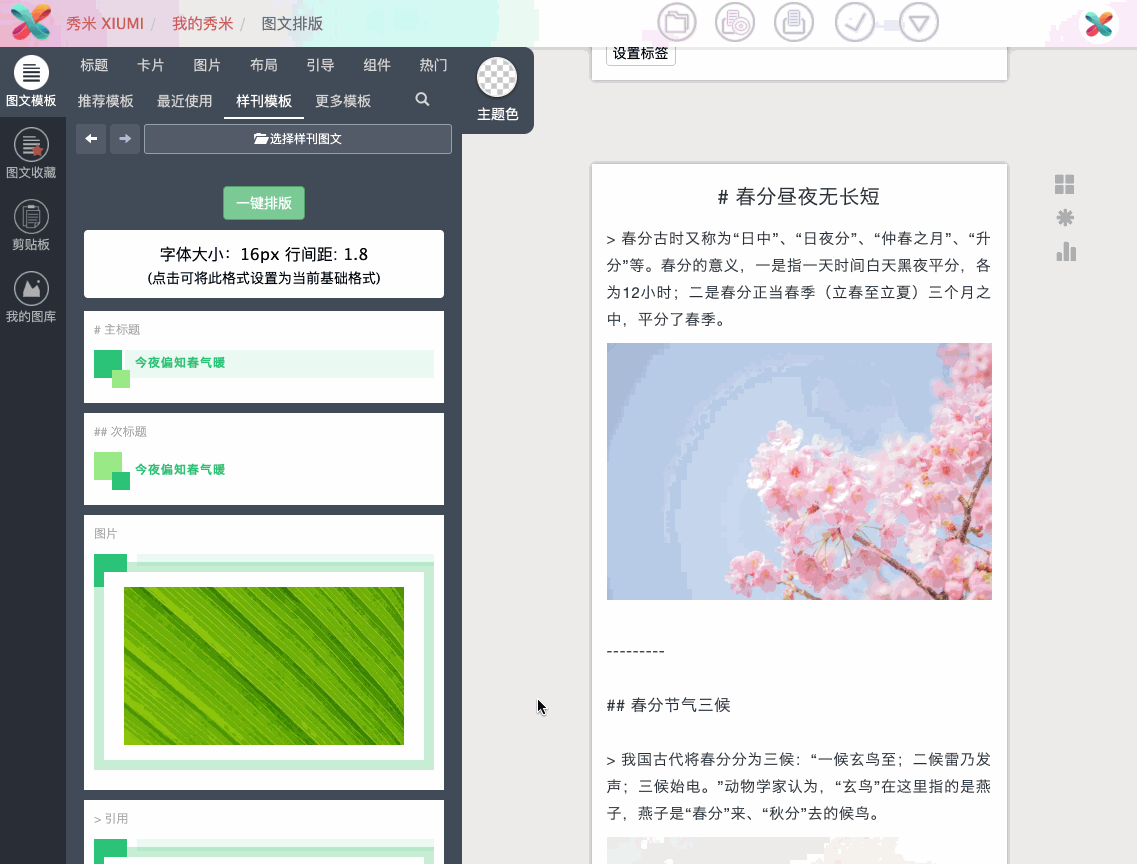 秀米 XIUMI / 我的秀米 / 图文排版
图文模板
图文收藏
剪贴板
我的图库
标题 卡片 图片 布局 引导 组件 热门
推荐模板 最近使用 样刊模板 更多模板
选择样刊图文
主题色
一键排版
字体大小：16px 行间距: 1.8
(点击可将此格式设置为当前基础格式)
# 主标题
今夜偏知春气暖
## 次标题
今夜偏知春气暖
图片
> 引用
设置标签
# 春分昼夜无长短
> 春分古时又称为“日中”、“日夜分”、“仲春之月”、“升
分”等。春分的意义，一是指一天时间白天黑夜平分，各
为12小时；二是春分正当春季（立春至立夏）三个月之
中，平分了春季。
---------
## 春分节气三候
> 我国古代将春分分为三候：“一候玄鸟至；二候雷乃发
声；三候始电。”动物学家认为，“玄鸟”在这里指的是燕
子，燕子是“春分”来、“秋分”去的候鸟。